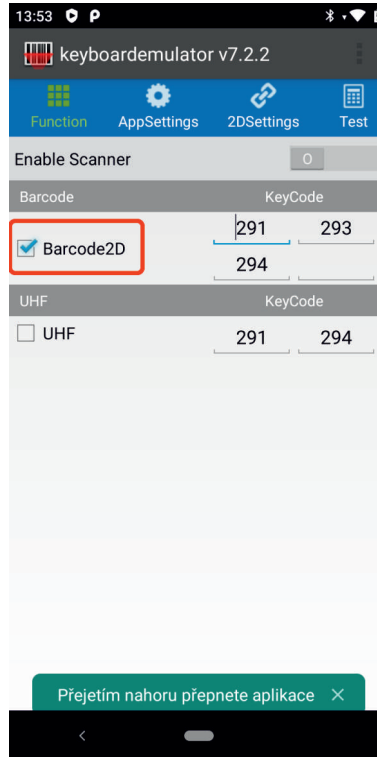 13:53
keyboardemulator v7.2.2
Function AppSettings 2DSettings Test
Enable Scanner O
Barcode KeyCode
Barcode2D 291 293
294
UHF KeyCode
UHF 291 294
Přejetím nahoru přepnete aplikace